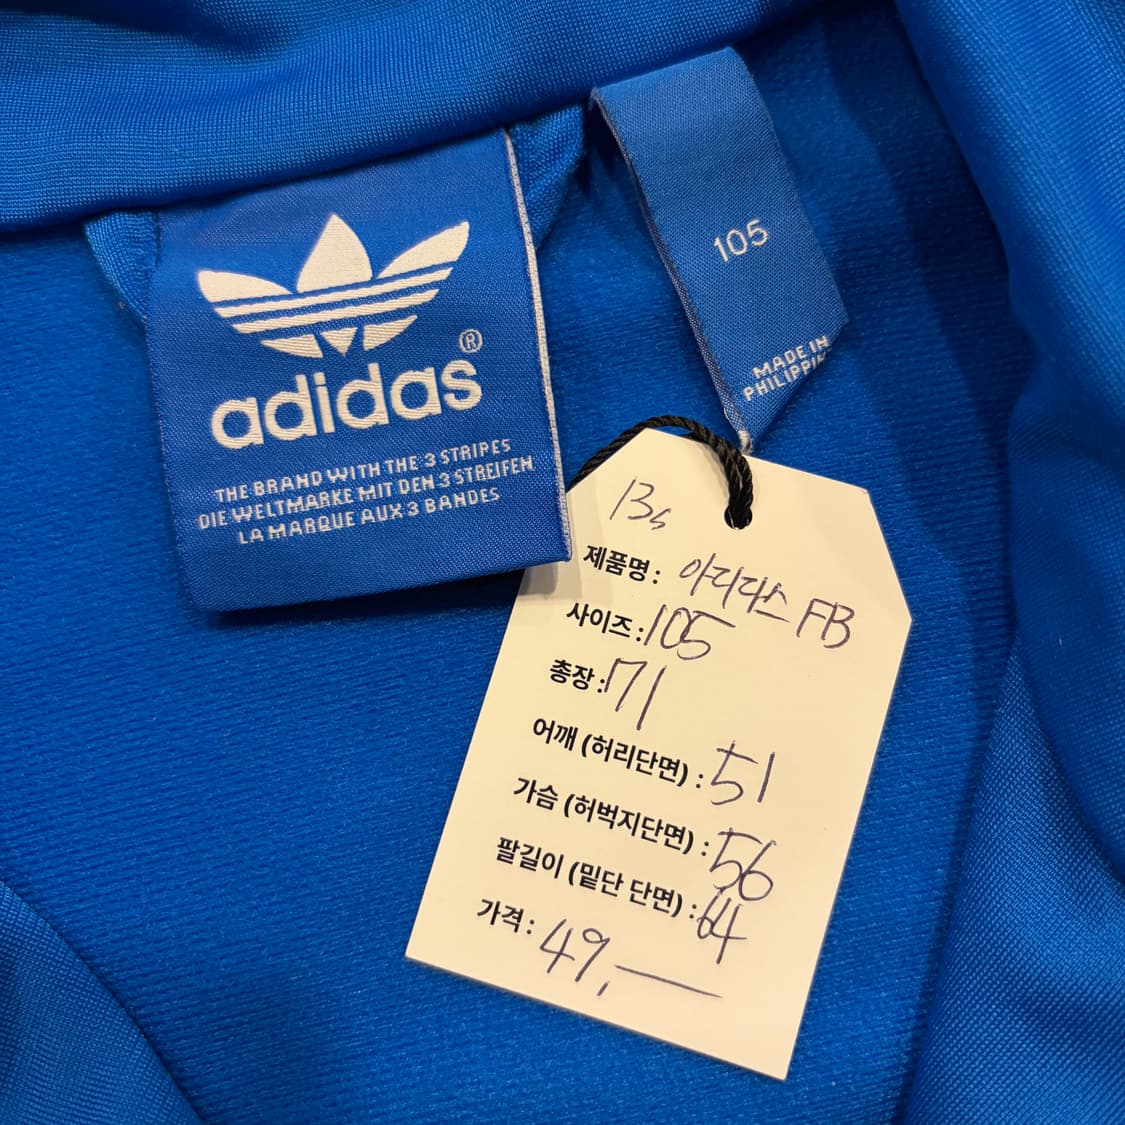 adidas®
THE BRAND WITH THE 3 STRIPES
DIE WELTMARKE MIT DEN 3 STREIFEN
LA MARQUE AUX 3 BANDES
105
MADE IN
제품명 : 아디다스 FB
사이즈 : 105
총장 : 71
어깨 (허리단면) : 51
가슴 (허벅지단면) : 56
팔길이 (밑단 단면) : 64
가격 : 49,—